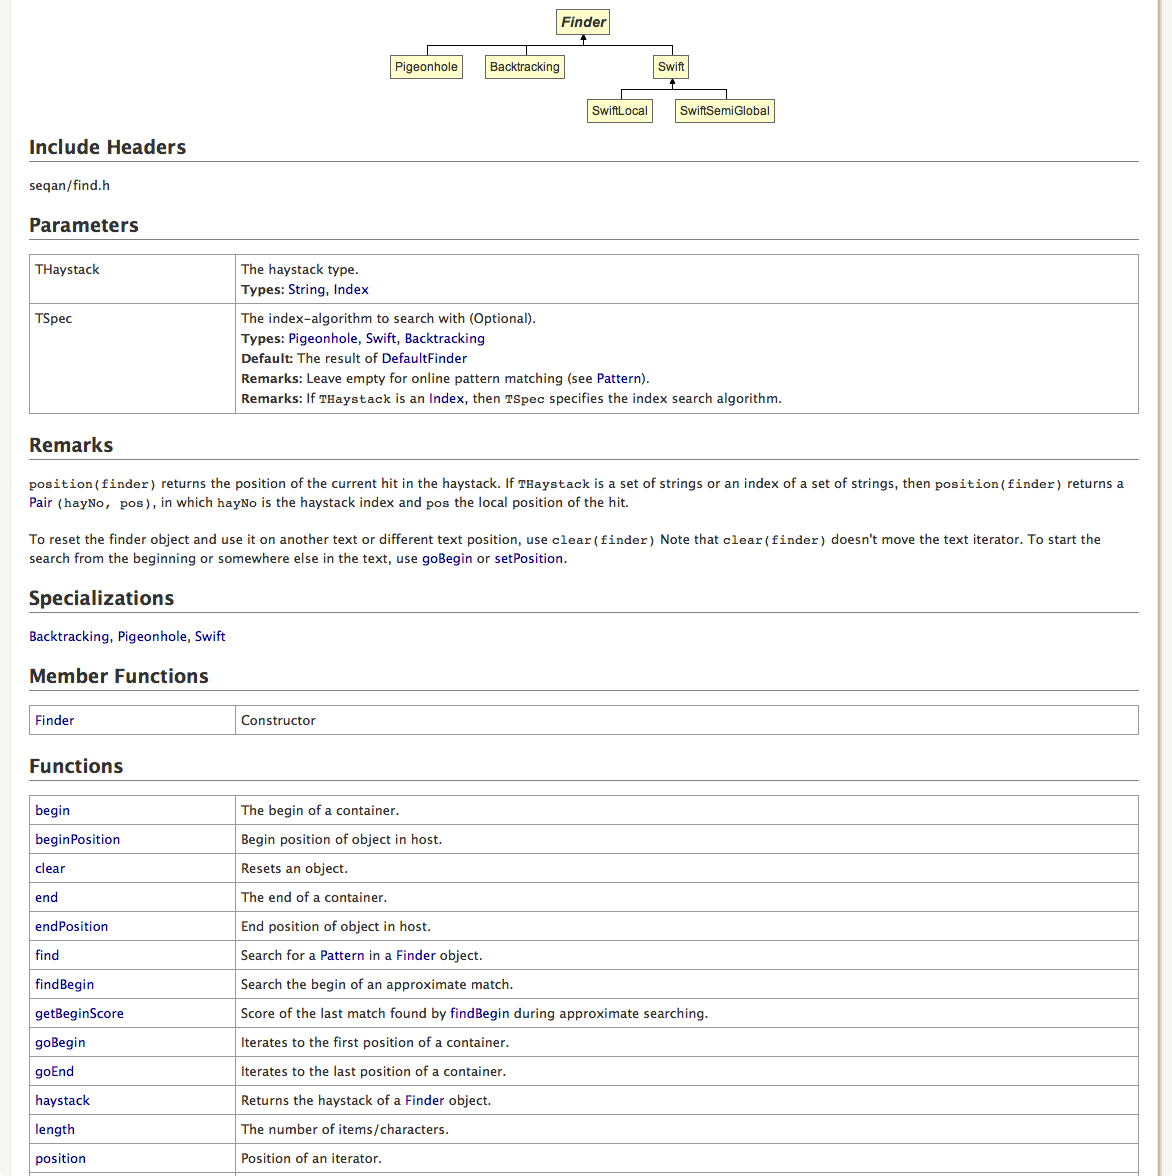 Finder
Pigeonhole
Backtracking
Swift
SwiftLocal
SwiftSemiGlobal
Include Headers
seqan/find.h
Parameters
THaystack
The haystack type.
Types: String, Index
TSpec
The index-algorithm to search with (Optional).
Types: Pigeonhole, Swift, Backtracking
Default: The result of DefaultFinder
Remarks: Leave empty for online pattern matching (see Pattern).
Remarks: If THaystack is an Index, then TSpec specifies the index search algorithm.
Remarks
position(finder) returns the position of the current hit in the haystack. If THaystack is a set of strings or an index of a set of strings, then position(finder) returns a
Pair (hayNo, pos), in which hayNo is the haystack index and pos the local position of the hit.
To reset the finder object and use it on another text or different text position, use clear(finder) Note that clear(finder) doesn't move the text iterator. To start the
search from the beginning or somewhere else in the text, use goBegin or setPosition.
Specializations
Backtracking, Pigeonhole, Swift
Member Functions
Finder
Constructor
Functions
begin
The begin of a container.
beginPosition
Begin position of object in host.
clear
Resets an object.
end
The end of a container.
endPosition
End position of object in host.
find
Search for a Pattern in a Finder object.
findBegin
Search the begin of an approximate match.
getBeginScore
Score of the last match found by findBegin during approximate searching.
goBegin
Iterates to the first position of a container.
goEnd
Iterates to the last position of a container.
haystack
Returns the haystack of a Finder object.
length
The number of items/characters.
position
Position of an iterator.